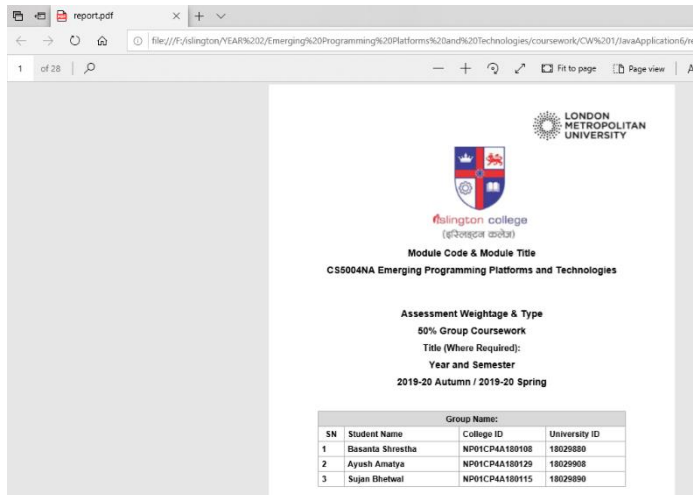 report.pdf
file:///F:/islington/YEAR%202/Emerging%20Programming%20Platforms%20and%20Technologies/coursework/CW%201/JavaApplication6/re
1 of 28 Fit to page Page view A
LONDON
METROPOLITAN
UNIVERSITY
islington college
(इस्लिङ्टन कलेज)
Module Code & Module Title
CS5004NA Emerging Programming Platforms and Technologies
Assessment Weightage & Type
50% Group Coursework
Title (Where Required):
Year and Semester
2019-20 Autumn / 2019-20 Spring
Group Name:
SN Student Name College ID University ID
1 Basanta Shrestha NP01CP4A180108 18029880
2 Ayush Amatya NP01CP4A180129 18029908
3 Sujan Bhetwal NP01CP4A180115 18029890